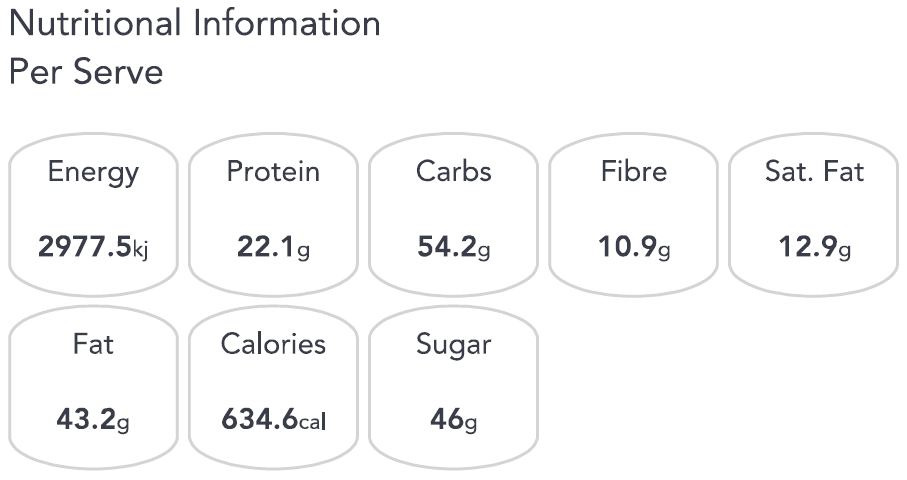 Nutritional Information
Per Serve
Energy Protein Carbs Fibre Sat. Fat
2977.5kj 22.1g 54.2g 10.9g 12.9g
Fat Calories Sugar
43.2g 634.6cal 46g